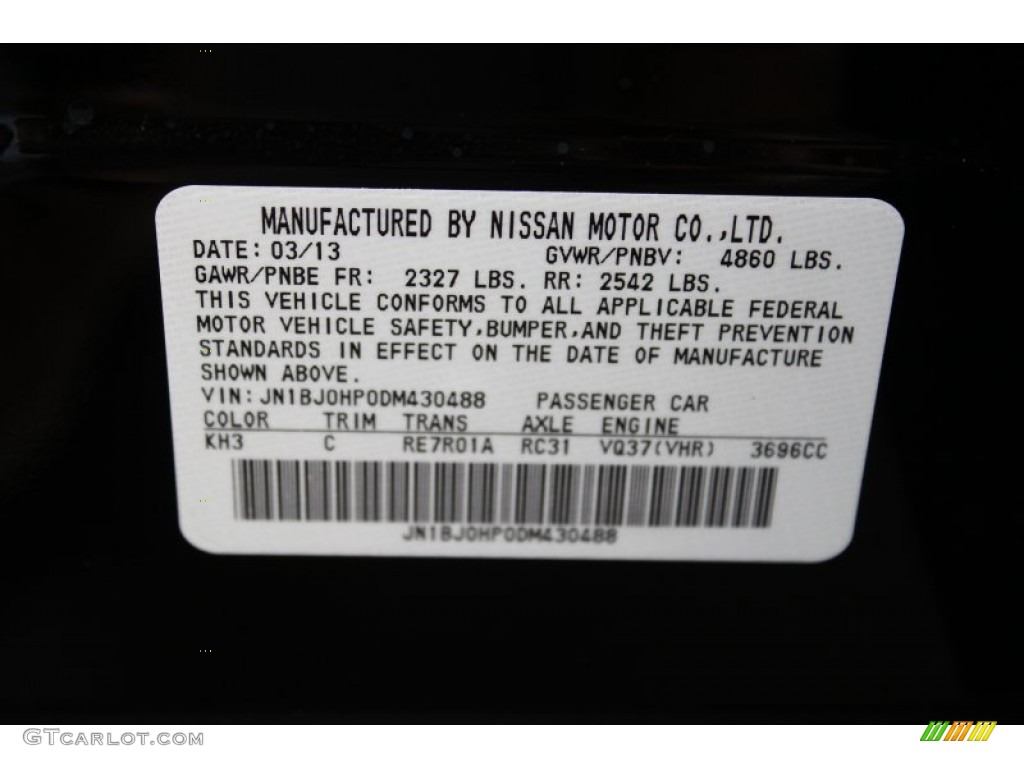 MANUFACTURED BY NISSAN MOTOR CO.,LTD.
DATE: 03/13 GVWR/PNBV: 4860 LBS.
GAWR/PNBE FR: 2327 LBS. RR: 2542 LBS.
THIS VEHICLE CONFORMS TO ALL APPLICABLE FEDERAL
MOTOR VEHICLE SAFETY,BUMPER,AND THEFT PREVENTION
STANDARDS IN EFFECT ON THE DATE OF MANUFACTURE
SHOWN ABOVE.
VIN:JN1BJ0HP0DM430488 PASSENGER CAR
COLOR TRIM TRANS AXLE ENGINE
KH3 C RE7R01A RC31 VQ37(VHR) 3696CC
JN1BJ0HP0DM430488
GTCARLOT.COM